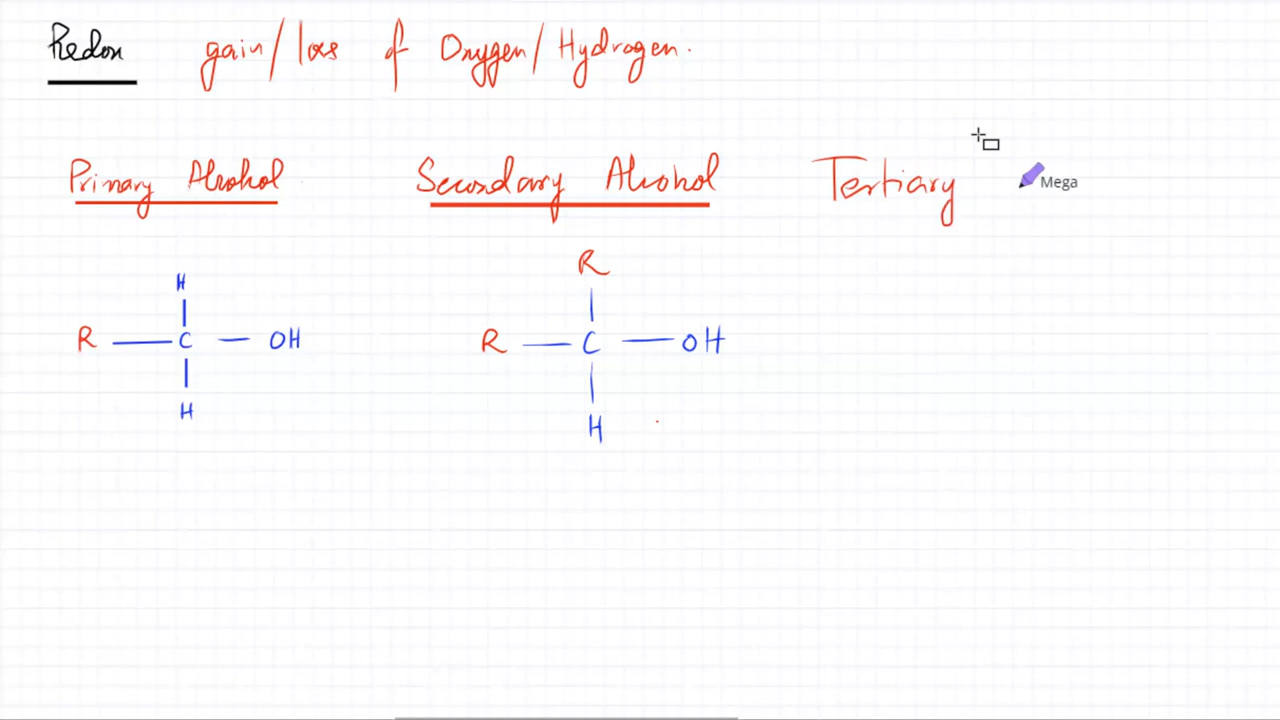 Redox gain/loss of Oxygen/Hydrogen.
Primary Alcohol Secondary Alcohol Tertiary Mega
R
H
R C OH R C OH
H H